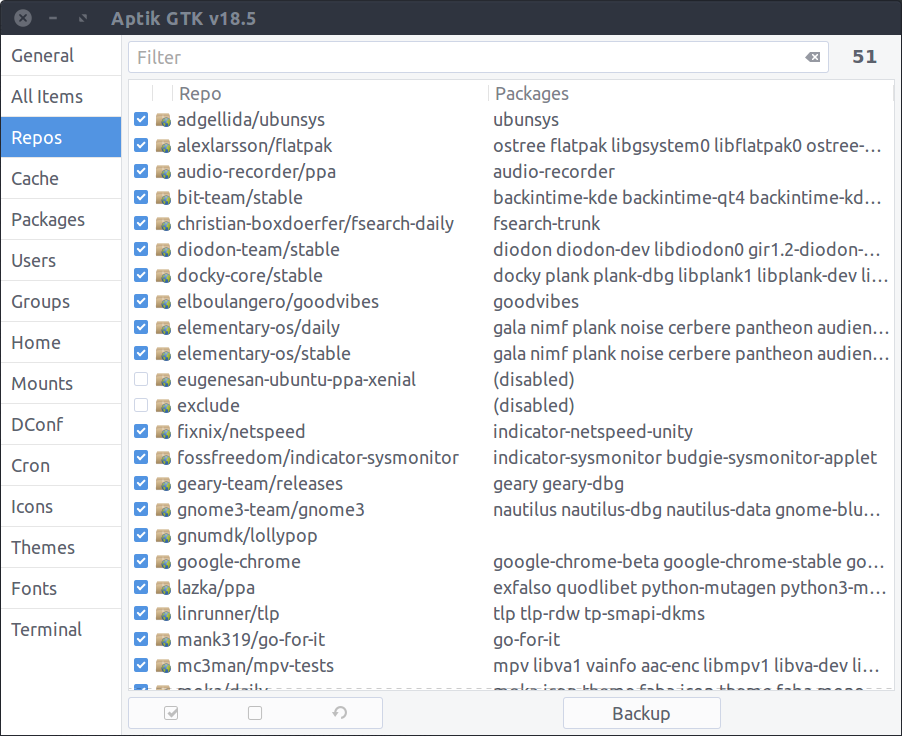 Aptik GTK v18.5
General
All Items
Repos
Cache
Packages
Users
Groups
Home
Mounts
DConf
Cron
Icons
Themes
Fonts
Terminal
Filter 51
Repo Packages
adgellida/ubunsys ubunsys
alexlarsson/flatpak ostree flatpak libgsystem0 libflatpak0 ostree-...
audio-recorder/ppa audio-recorder
bit-team/stable backintime-kde backintime-qt4 backintime-kd...
christian-boxdoerfer/fsearch-daily fsearch-trunk
diodon-team/stable diodon diodon-dev libdiodon0 gir1.2-diodon-...
docky-core/stable docky plank plank-dbg libplank1 libplank-dev li...
elboulangero/goodvibes goodvibes
elementary-os/daily gala nimf plank noise cerbere pantheon audien...
elementary-os/stable gala nimf plank noise cerbere pantheon audien...
eugenesan-ubuntu-ppa-xenial (disabled)
exclude (disabled)
fixnix/netspeed indicator-netspeed-unity
fossfreedom/indicator-sysmonitor indicator-sysmonitor budgie-sysmonitor-applet
geary-team/releases geary geary-dbg
gnome3-team/gnome3 nautilus nautilus-dbg nautilus-data gnome-blu...
gnumdk/lollypop
google-chrome google-chrome-beta google-chrome-stable go...
lazka/ppa exfalso quodlibet python-mutagen python3-m...
linrunner/tlp tlp tlp-rdw tp-smapi-dkms
mank319/go-for-it go-for-it
mc3man/mpv-tests mpv libva1 vainfo aac-enc libmpv1 libva-dev li...
Backup